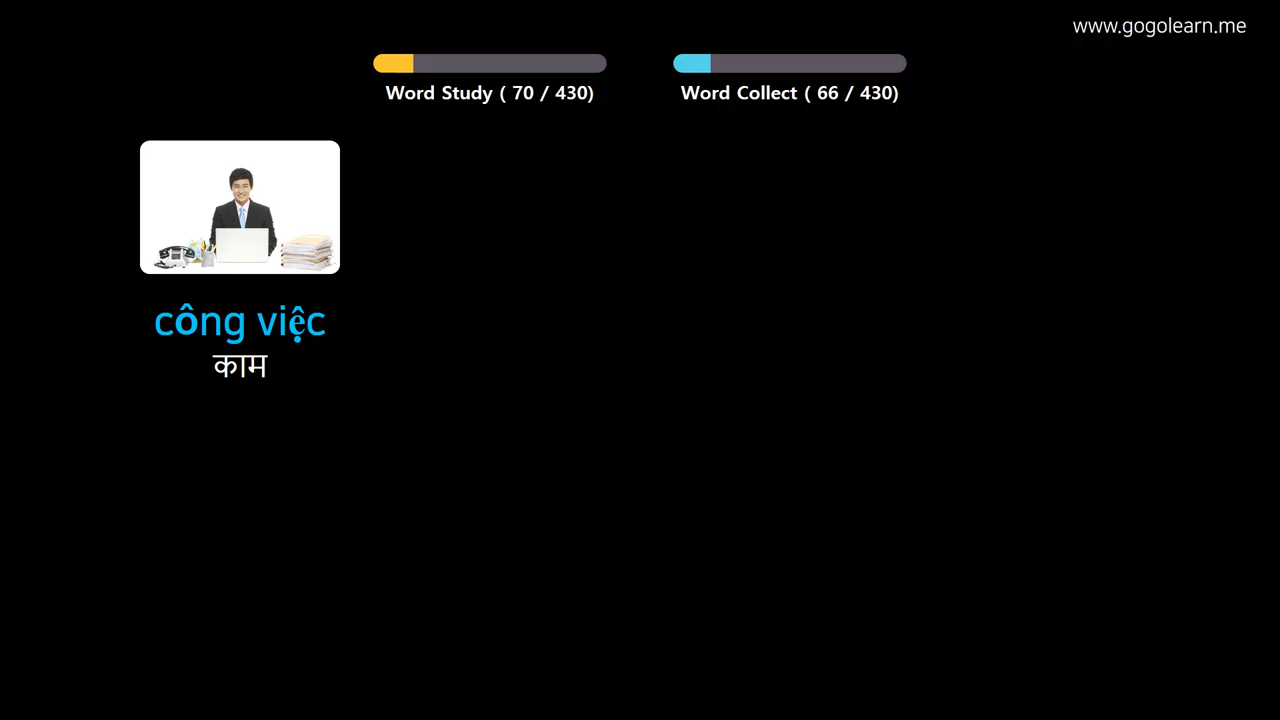 www.gogolearn.me
Word Study ( 70 / 430)
Word Collect ( 66 / 430)
công việc
काम